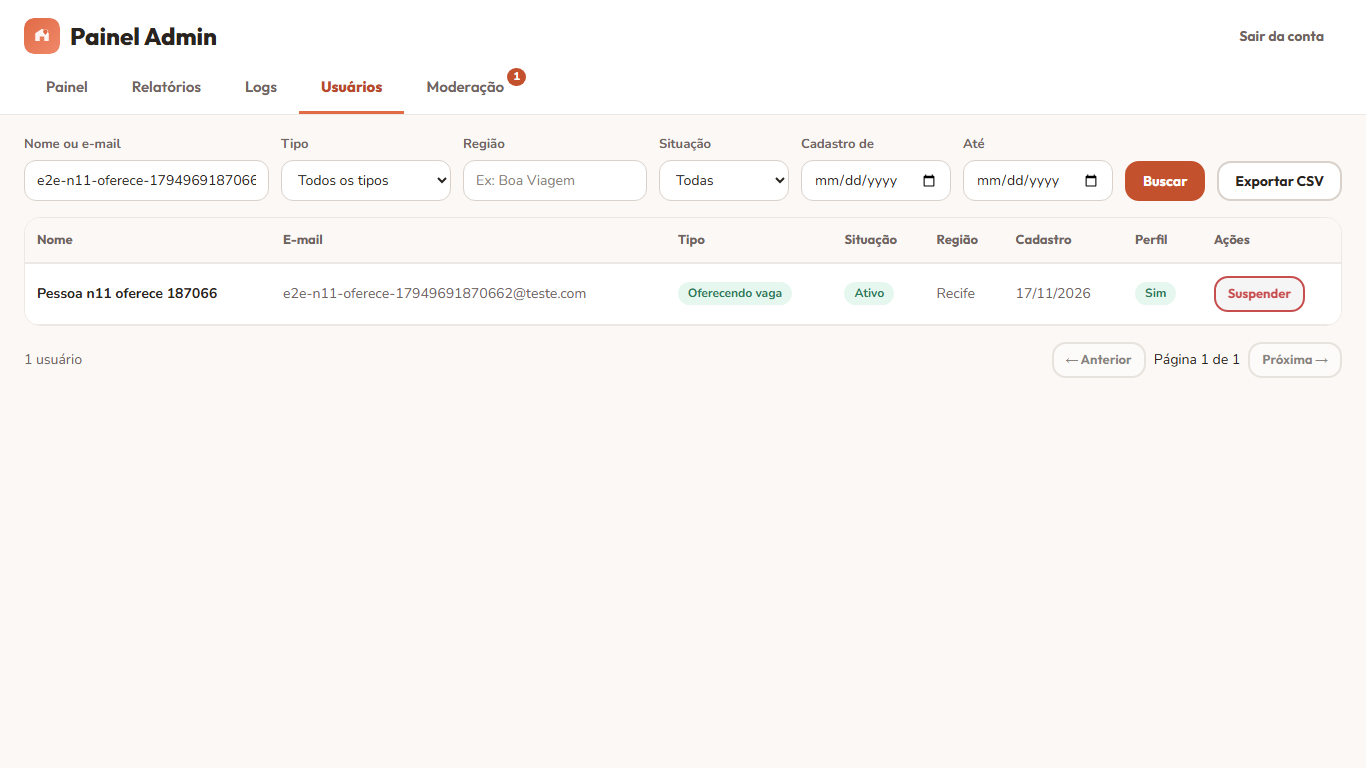 Painel Admin
Sair da conta
Painel
Relatórios
Logs
Usuários
Moderação
1
Nome ou e-mail
Tipo
Região
Situação
Cadastro de
Até
e2e-n11-oferece-179496918706
Todos os tipos
Ex: Boa Viagem
Todas
mm/dd/yyyy
mm/dd/yyyy
Buscar
Exportar CSV
Nome
E-mail
Tipo
Situação
Região
Cadastro
Perfil
Ações
Pessoa n11 oferece 187066
e2e-n11-oferece-17949691870662@teste.com
Oferecendo vaga
Ativo
Recife
17/11/2026
Sim
Suspender
1 usuário
← Anterior
Página 1 de 1
Próxima →